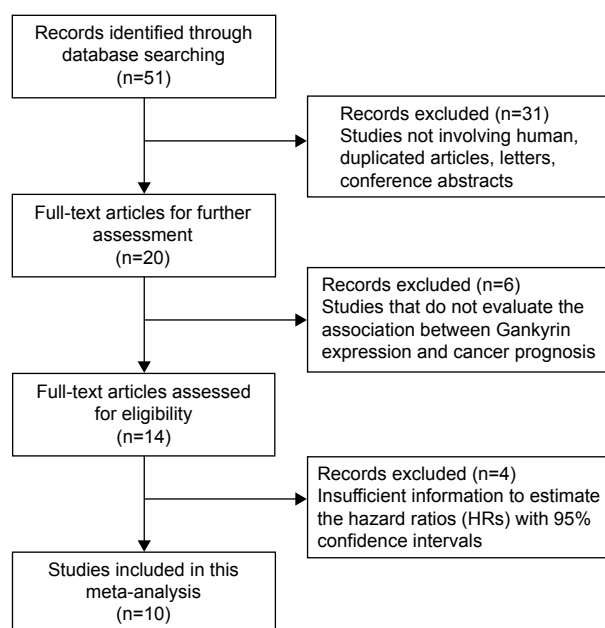 Records identified through
database searching
(n=51)
Records excluded (n=31)
Studies not involving human,
duplicated articles, letters,
conference abstracts
Full-text articles for further
assessment
(n=20)
Records excluded (n=6)
Studies that do not evaluate the
association between Gankyrin
expression and cancer prognosis
Full-text articles assessed
for eligibility
(n=14)
Records excluded (n=4)
Insufficient information to estimate
the hazard ratios (HRs) with 95%
confidence intervals
Studies included in this
meta-analysis
(n=10)